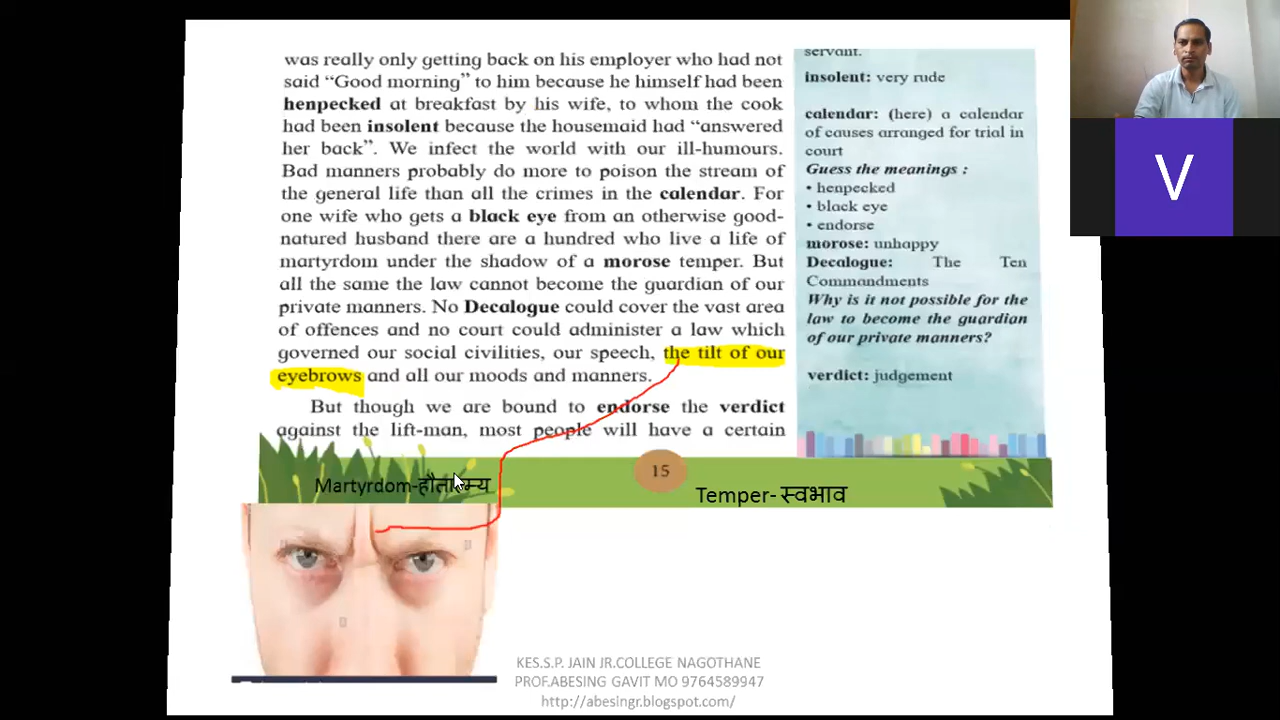 was really only getting back on his employer who had not
said “Good morning” to him because he himself had been
henpecked at breakfast by his wife, to whom the cook
had been insolent because the housemaid had “answered
her back”. We infect the world with our ill-humours.
Bad manners probably do more to poison the stream of
the general life than all the crimes in the calendar. For
one wife who gets a black eye from an otherwise good-
natured husband there are a hundred who live a life of
martyrdom under the shadow of a morose temper. But
all the same the law cannot become the guardian of our
private manners. No Decalogue could cover the vast area
of offences and no court could administer a law which
governed our social civilities, our speech, the tilt of our
eyebrows and all our moods and manners.
But though we are bound to endorse the verdict
against the lift-man, most people will have a certain
servant.
insolent: very rude
calendar: (here) a calendar
of causes arranged for trial in
court
Guess the meanings :
• henpecked
• black eye
• endorse
morose: unhappy
Decalogue: The Ten
Commandments
Why is it not possible for the
law to become the guardian
of our private manners?
verdict: judgement
V
15
Martyrdom-
Temper- स्वभाव
KES.S.P. JAIN JR.COLLEGE NAGOTHANE
PROF.ABESING GAVIT MO 9764589947
http://abesingr.blogspot.com/